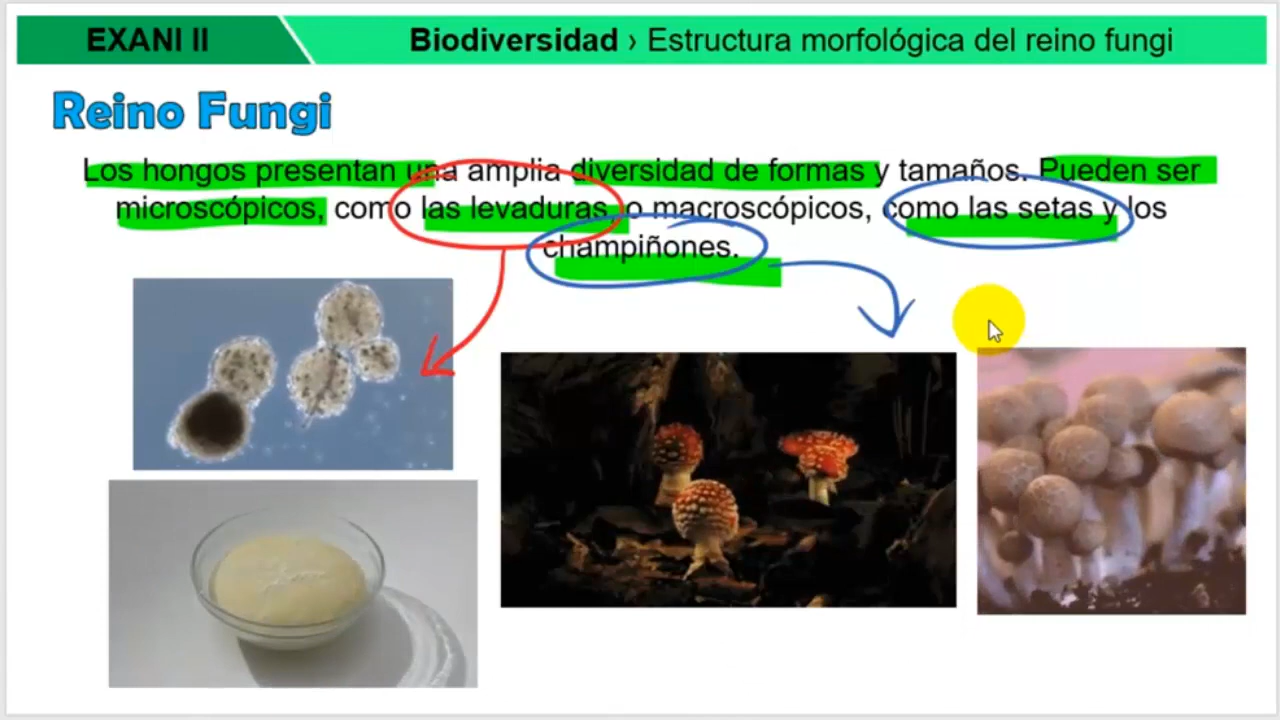 EXANI II
Biodiversidad › Estructura morfológica del reino fungi
Reino Fungi
Los hongos presentan una amplia diversidad de formas y tamaños. Pueden ser
microscópicos, como las levaduras, o macroscópicos, como las setas y los
champiñones.